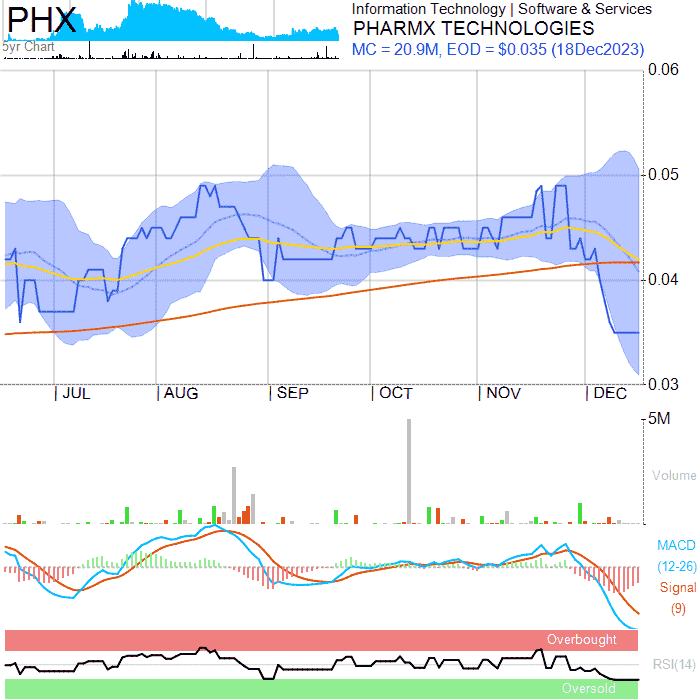 PHX
5yr Chart
Information Technology | Software & Services
PHARMX TECHNOLOGIES
MC = 20.9M, EOD = $0.035 (18Dec2023)
0.06
0.05
0.04
0.03
JUL AUG SEP OCT NOV DEC
5M
Volume
MACD
(12-26)
Signal
(9)
Overbought
RSI(14)
Oversold